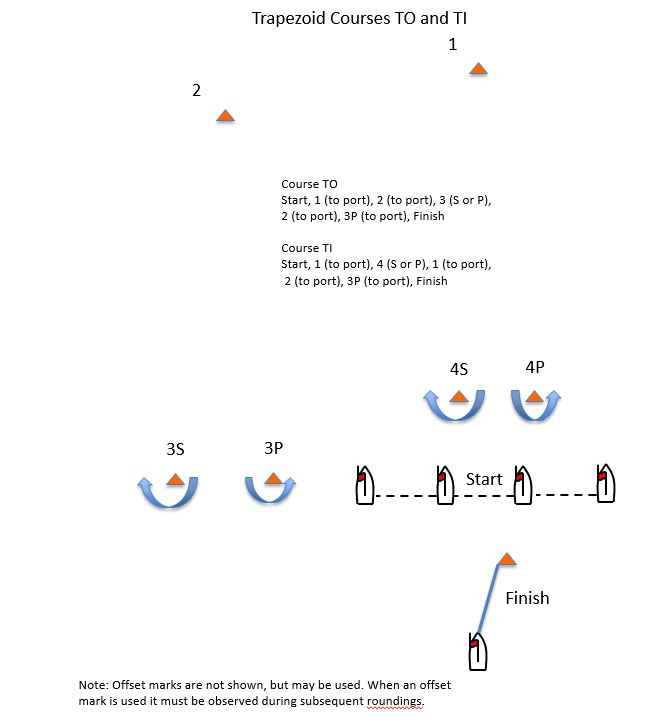 Trapezoid Courses TO and TI
1
2
Course TO
Start, 1 (to port), 2 (to port), 3 (S or P),
2 (to port), 3P (to port), Finish
Course TI
Start, 1 (to port), 4 (S or P), 1 (to port),
2 (to port), 3P (to port), Finish
4S
4P
3S
3P
Start
Finish
Note: Offset marks are not shown, but may be used. When an offset
mark is used it must be observed during subsequent roundings.